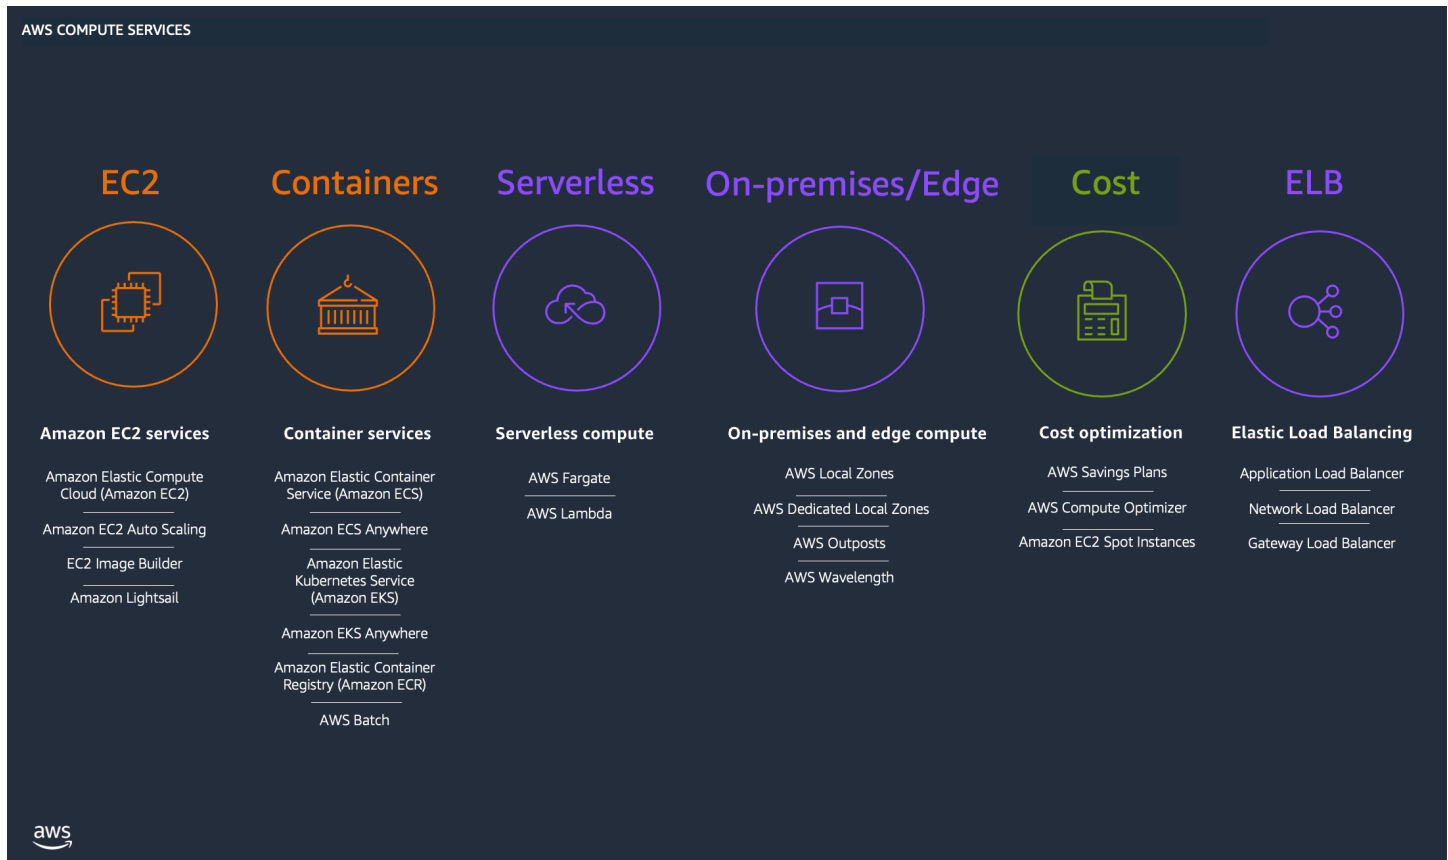 AWS COMPUTE SERVICES
EC2
Containers
Serverless
On-premises/Edge
Cost
ELB
Amazon EC2 services
Amazon Elastic Compute
Cloud (Amazon EC2)
Amazon EC2 Auto Scaling
EC2 Image Builder
Amazon Lightsail
Container services
Amazon Elastic Container
Service (Amazon ECS)
Amazon ECS Anywhere
Amazon Elastic
Kubernetes Service
(Amazon EKS)
Amazon EKS Anywhere
Amazon Elastic Container
Registry (Amazon ECR)
AWS Batch
Serverless compute
AWS Fargate
AWS Lambda
On-premises and edge compute
AWS Local Zones
AWS Dedicated Local Zones
AWS Outposts
AWS Wavelength
Cost optimization
AWS Savings Plans
AWS Compute Optimizer
Amazon EC2 Spot Instances
Elastic Load Balancing
Application Load Balancer
Network Load Balancer
Gateway Load Balancer
aws